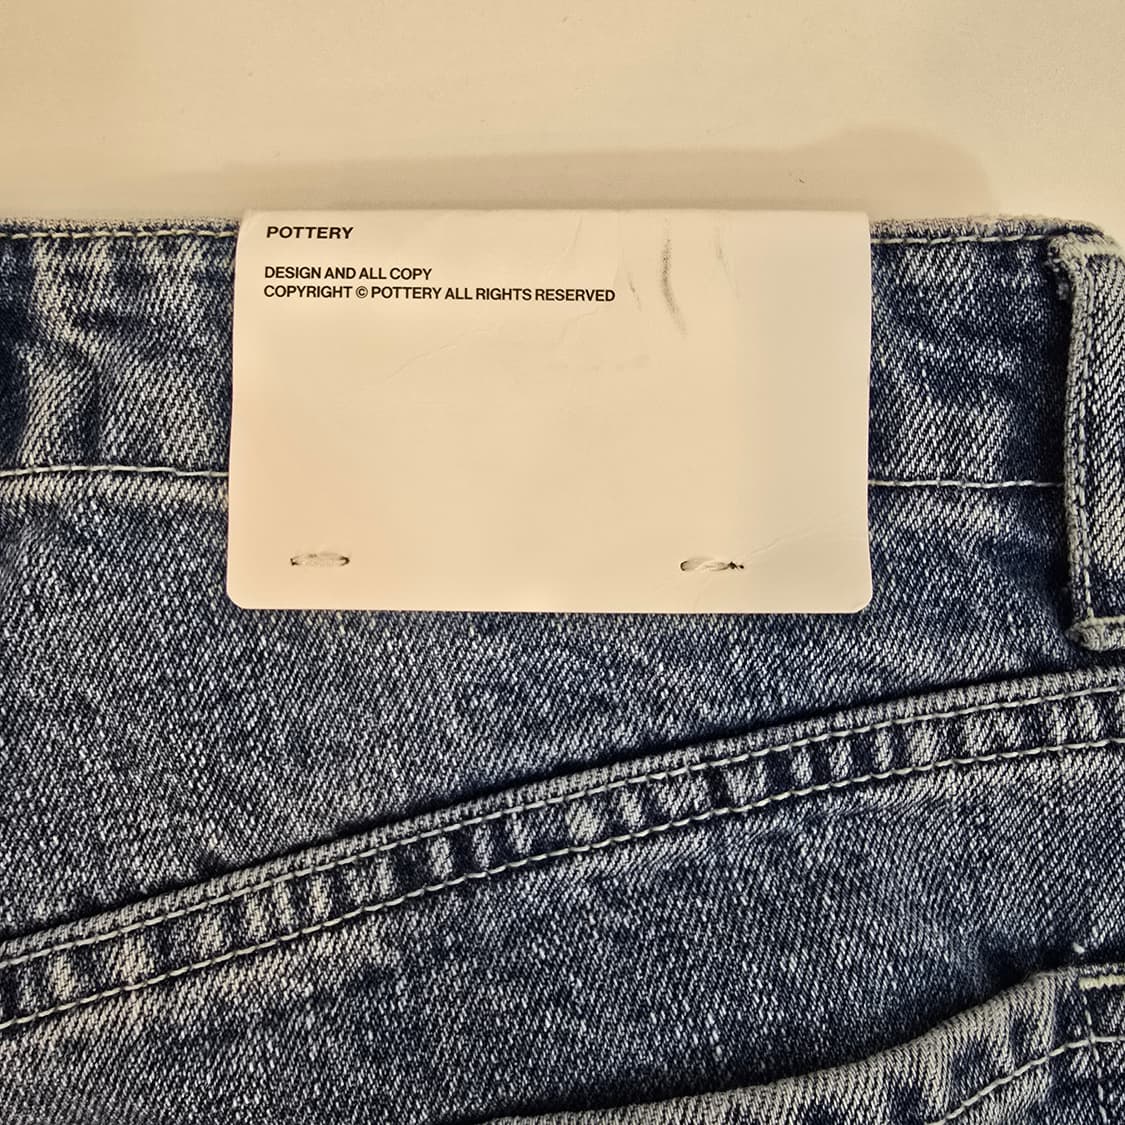 POTTERY
DESIGN AND ALL COPY
COPYRIGHT © POTTERY ALL RIGHTS RESERVED